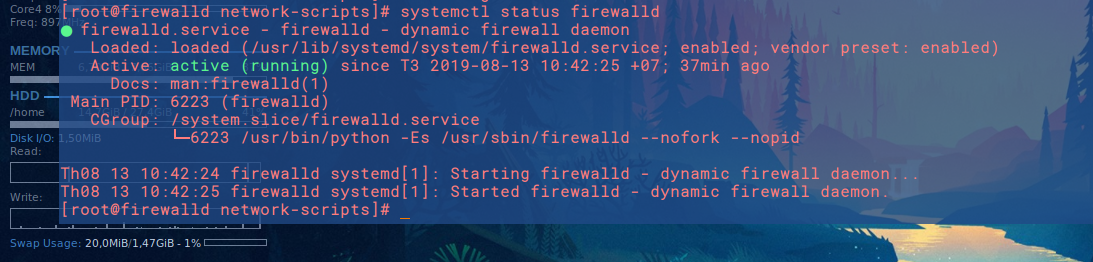 [root@firewalld network-scripts]# systemctl status firewalld
● firewalld.service - firewalld - dynamic firewall daemon
Loaded: loaded (/usr/lib/systemd/system/firewalld.service; enabled; vendor preset: enabled)
Active: active (running) since T3 2019-08-13 10:42:25 +07; 37min ago
Docs: man:firewalld(1)
Main PID: 6223 (firewalld)
CGroup: /system.slice/firewalld.service
└─6223 /usr/bin/python -Es /usr/sbin/firewalld --nofork --nopid
Th08 13 10:42:24 firewalld systemd[1]: Starting firewalld - dynamic firewall daemon...
Th08 13 10:42:25 firewalld systemd[1]: Started firewalld - dynamic firewall daemon.
[root@firewalld network-scripts]# _
Core4 8%
Freq:
MEMORY
MEM
HDD
/home
Disk I/O: 1,50MiB
Read:
Write:
Swap Usage: 20,0MiB/1,47GiB - 1%